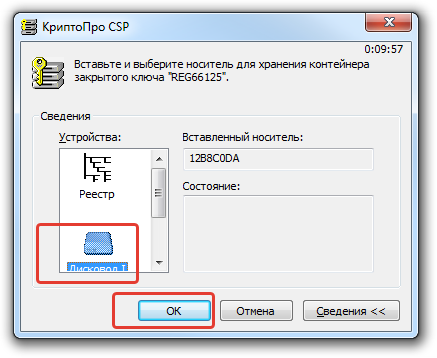 КриптоПро CSP
0:09:57
Вставьте и выберите носитель для хранения контейнера
закрытого ключа "REG66125".
Сведения
Устройства:
Вставленный носитель:
12B8C0DA
Реестр
Состояние:
Дисковод I
ОК
Отмена
Сведения <<